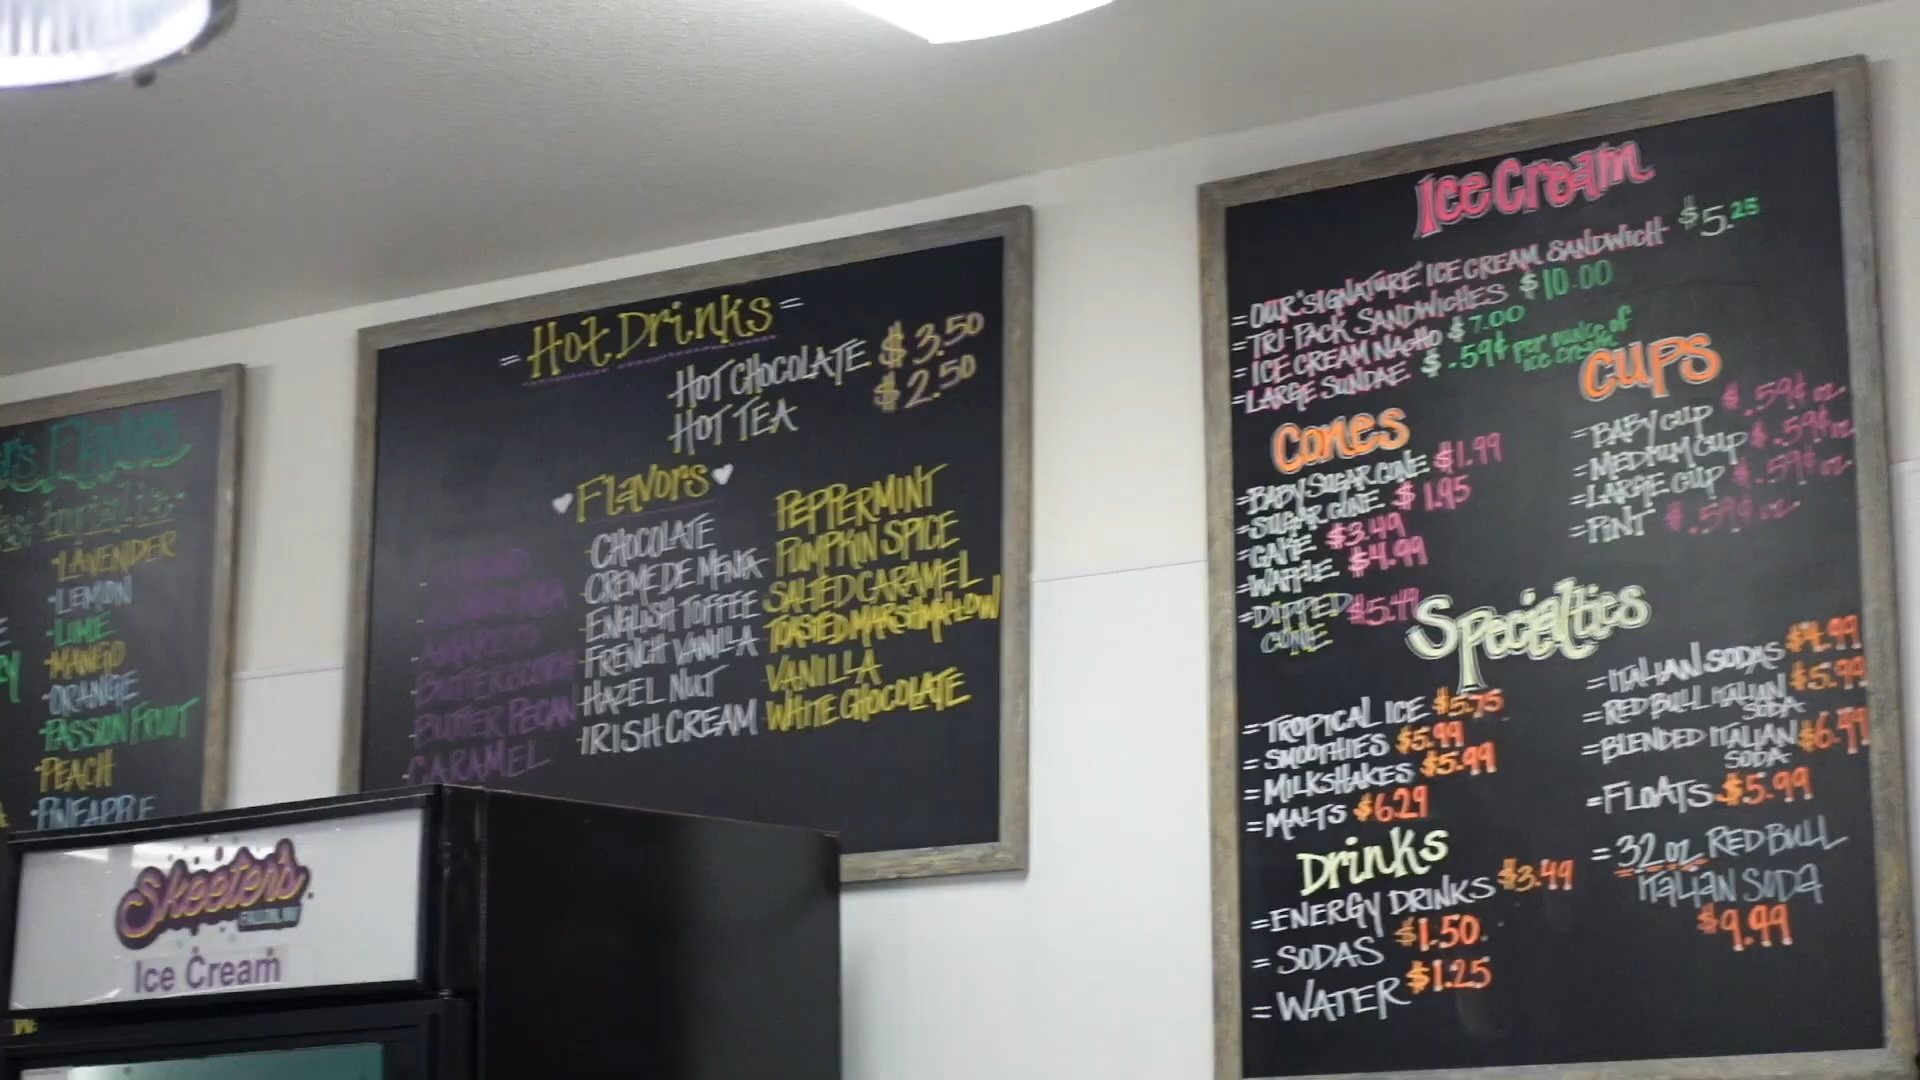 LAVENDER
LEMON
LIME
MANGO
ORANGE
PASSION FRUIT
PEACH
PINEAPPLE
Skeeter's
FALLON, NV
Ice Cream
= Hot Drinks =
HOT CHOCOLATE $3.50
HOT TEA $2.50
Flavors
BUTTERSCOTCH
BUTTER PECAN
CARAMEL
CHOCOLATE
CREME DE MENTA
ENGLISH TOFFEE
FRENCH VANILLA
HAZEL NUT
IRISH CREAM
PEPPERMINT
PUMPKIN SPICE
SALTED CARAMEL
TOASTED MARSHMALLOW
VANILLA
WHITE CHOCOLATE
Ice Cream
= OUR "SIGNATURE" ICE CREAM SANDWICH $5.25
= TRI-PACK SANDWICHES $10.00
= ICE CREAM NACHO $7.00
= LARGE SUNDAE $.59¢ per ounce of
ice cream
Cones
= BABY SUGAR CONE $1.99
= SUGAR CONE $1.95
= CAKE $3.49
= WAFFLE $4.99
= DIPPED $5.49
CONE
Cups
= BABY CUP $.59¢ oz
= MEDIUM CUP $.59¢ oz
= LARGE CUP $.59¢ oz
= PINT $.59¢ oz
Specialties
= TROPICAL ICE $5.75
= SMOOTHIES $5.99
= MILKSHAKES $5.99
= MALTS $6.29
= ITALIAN SODAS $4.99
= RED BULL ITALIAN $5.99
SODA
= BLENDED ITALIAN $6.49
SODA
= FLOATS $5.99
= 32 oz RED BULL
ITALIAN SODA
$9.99
Drinks
= ENERGY DRINKS $3.49
= SODAS $1.50
= WATER $1.25